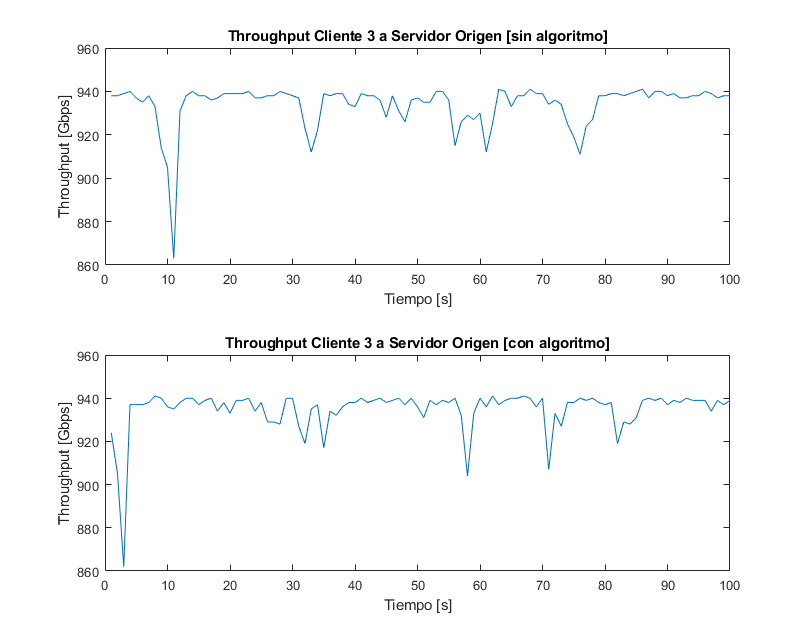 Throughput Cliente 3 a Servidor Origen [sin algoritmo]
960
940
920
900
880
860
Throughput [Gbps]
0 10 20 30 40 50 60 70 80 90 100
Tiempo [s]
Throughput Cliente 3 a Servidor Origen [con algoritmo]
960
940
920
900
880
860
Throughput [Gbps]
0 10 20 30 40 50 60 70 80 90 100
Tiempo [s]